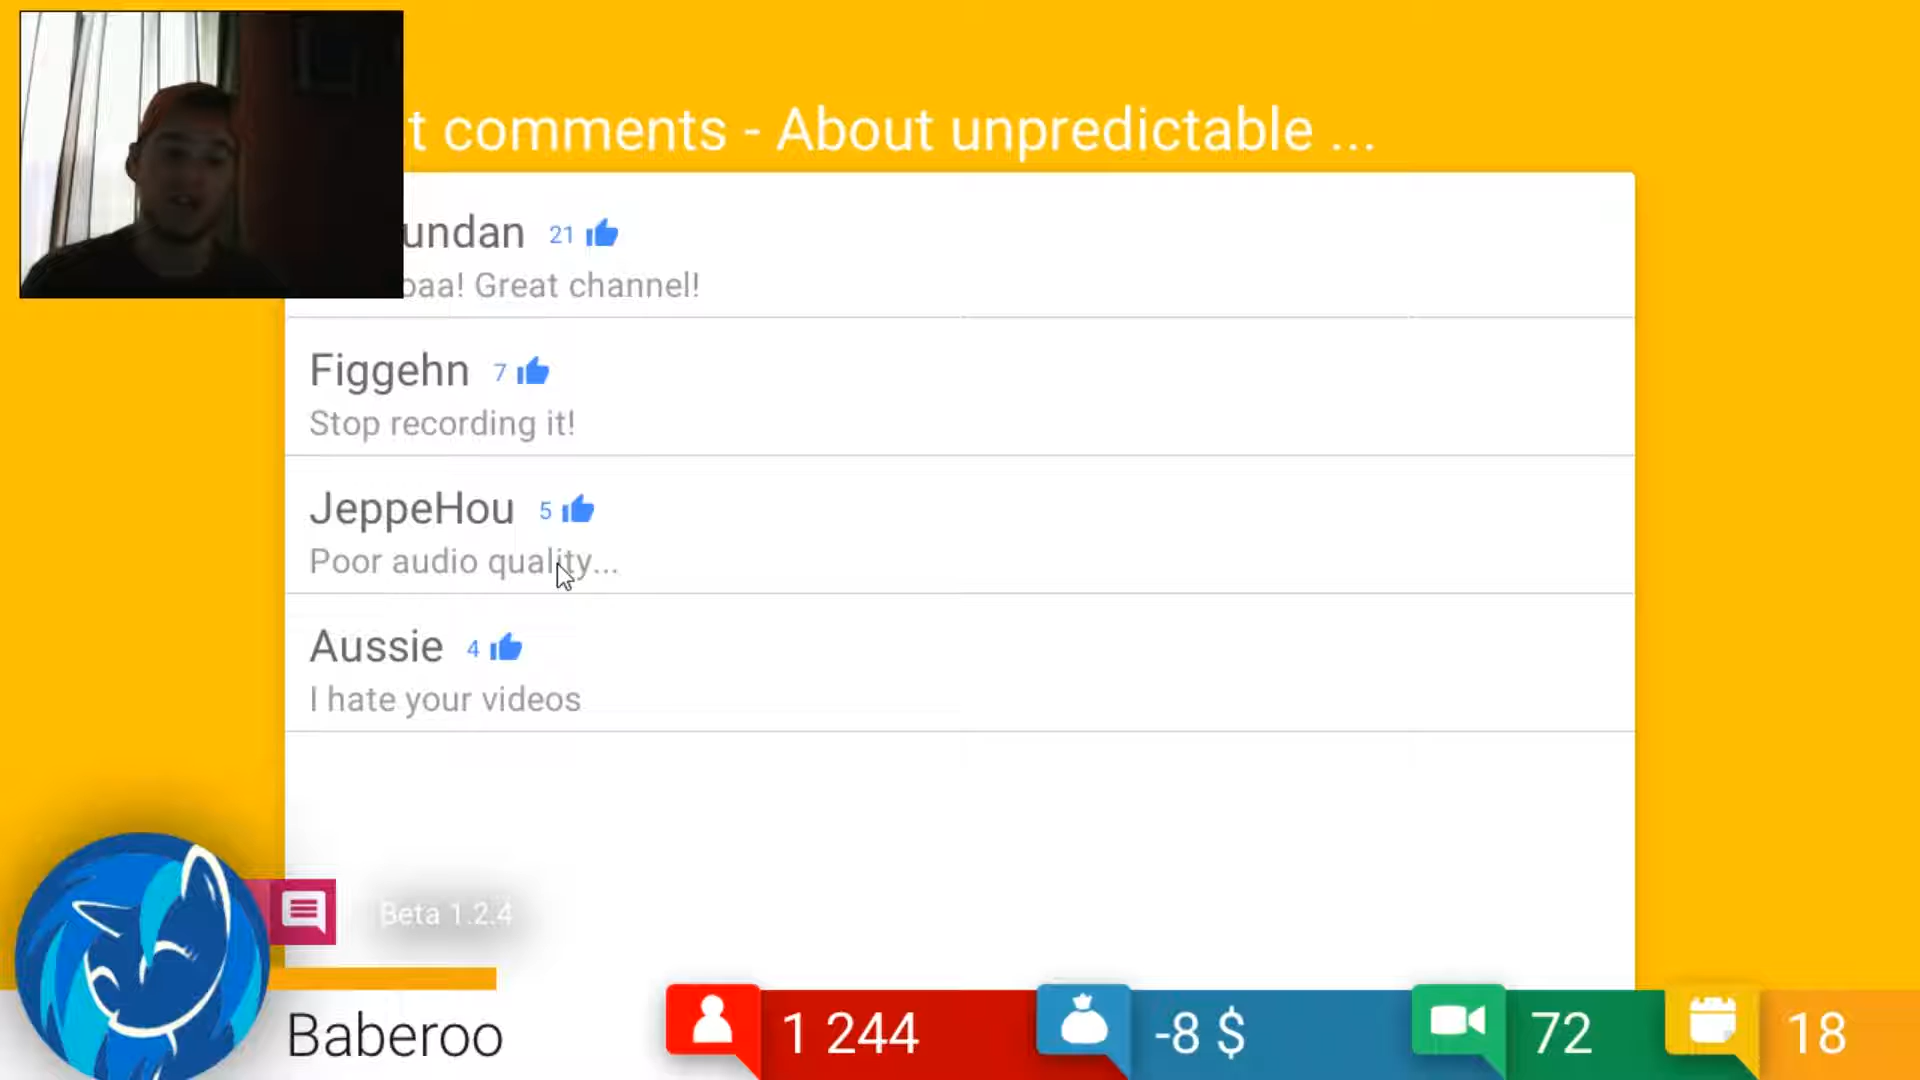 t comments - About unpredictable ...
undan 21
oaa! Great channel!
Figgehn 7
Stop recording it!
JeppeHou 5
Poor audio quality...
Aussie 4
I hate your videos
Beta 1.2.4
Baberoo
1 244
-8 $
72
18